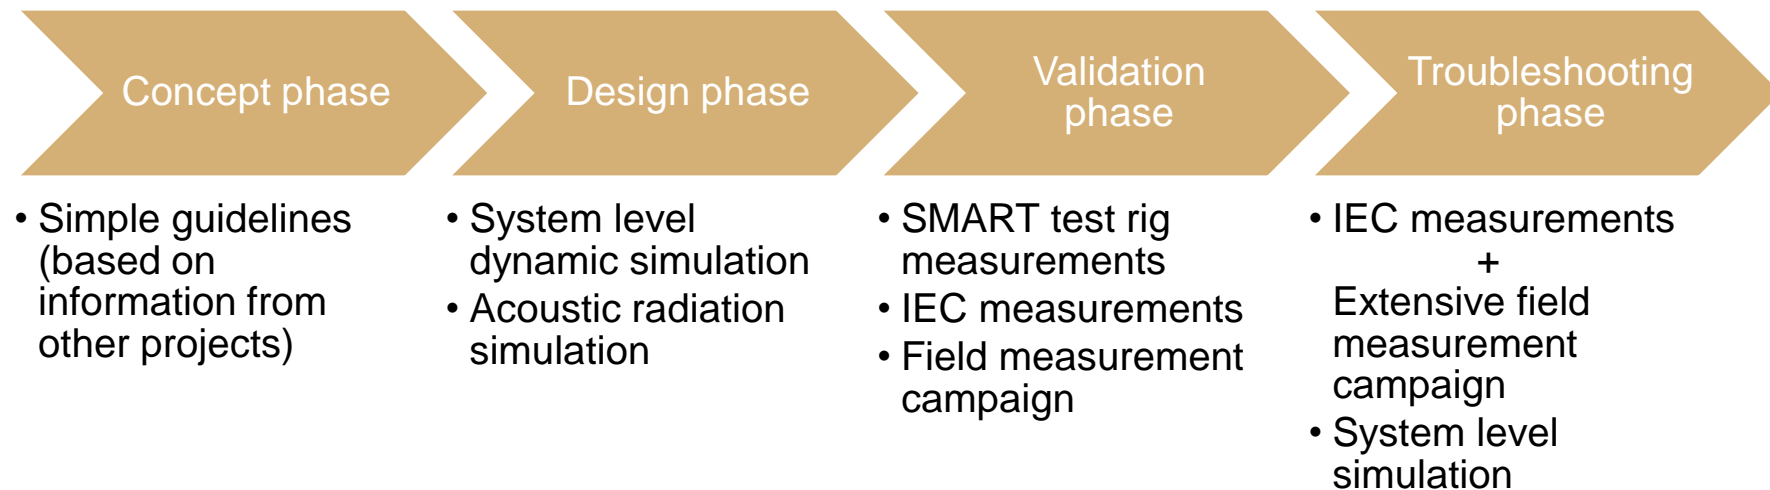 Concept phase
Design phase
Validation
phase
Troubleshooting
phase
• Simple guidelines
(based on
information from
other projects)
• System level
dynamic simulation
• Acoustic radiation
simulation
• SMART test rig
measurements
• IEC measurements
• Field measurement
campaign
• IEC measurements
+
Extensive field
measurement
campaign
• System level
simulation